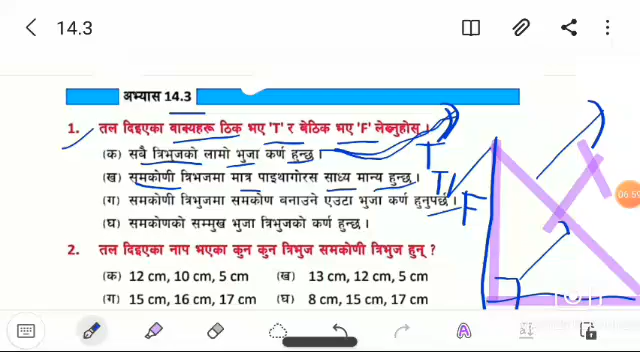 14.3
अभ्यास 14.3
1. तल दिइएका वाक्यहरू ठिक भए 'T' र बेठिक भए 'F' लेख्नुहोस् ।
(क) सबै त्रिभुजको लामो भुजा कर्ण हुन्छ । T
(ख) समकोणी त्रिभुजमा मात्र पाइथागोरस साध्य मान्य हुन्छ । T
(ग) समकोणी त्रिभुजमा समकोण बनाउने एउटा भुजा कर्ण हुनुपर्छ । F
(घ) समकोणको सम्मुख भुजा त्रिभुजको कर्ण हुन्छ ।
2. तल दिइएका नाप भएका कुन कुन त्रिभुज समकोणी त्रिभुज हुन् ?
(क) 12 cm, 10 cm, 5 cm (ख) 13 cm, 12 cm, 5 cm
(ग) 15 cm, 16 cm, 17 cm (घ) 8 cm, 15 cm, 17 cm
06:59